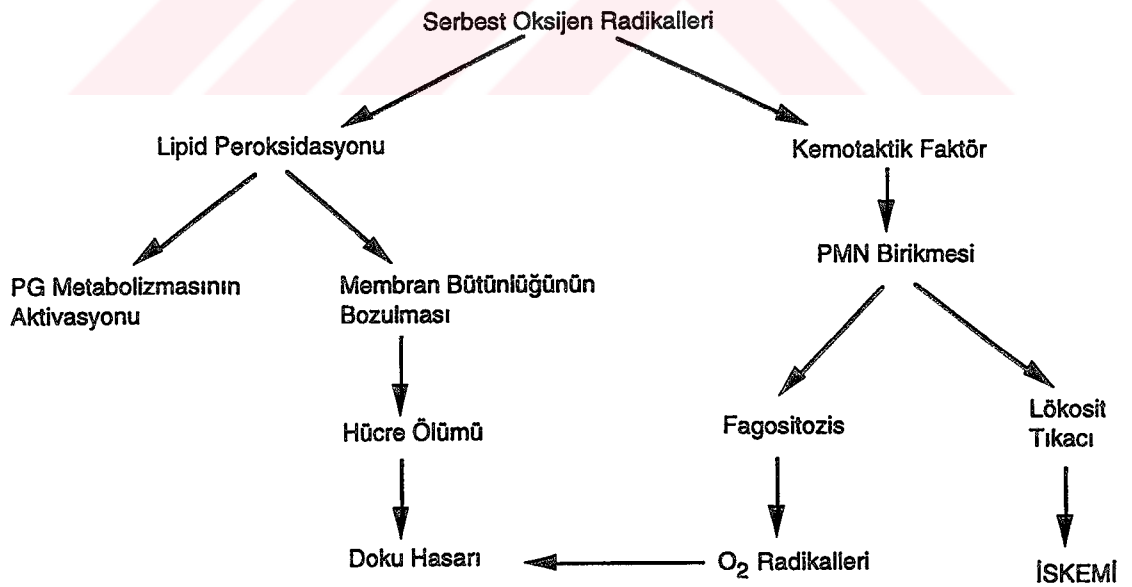 Serbest Oksijen Radikalleri
Lipid Peroksidasyonu
Kemotaktik Faktör
PMN Birikmesi
PG Metabolizmasının
Aktivasyonu
Membran Bütünlüğünün
Bozulması
Hücre Ölümü
Fagositozis
Lökosit
Tıkacı
Doku Hasarı
O₂ Radikalleri
İSKEMİ